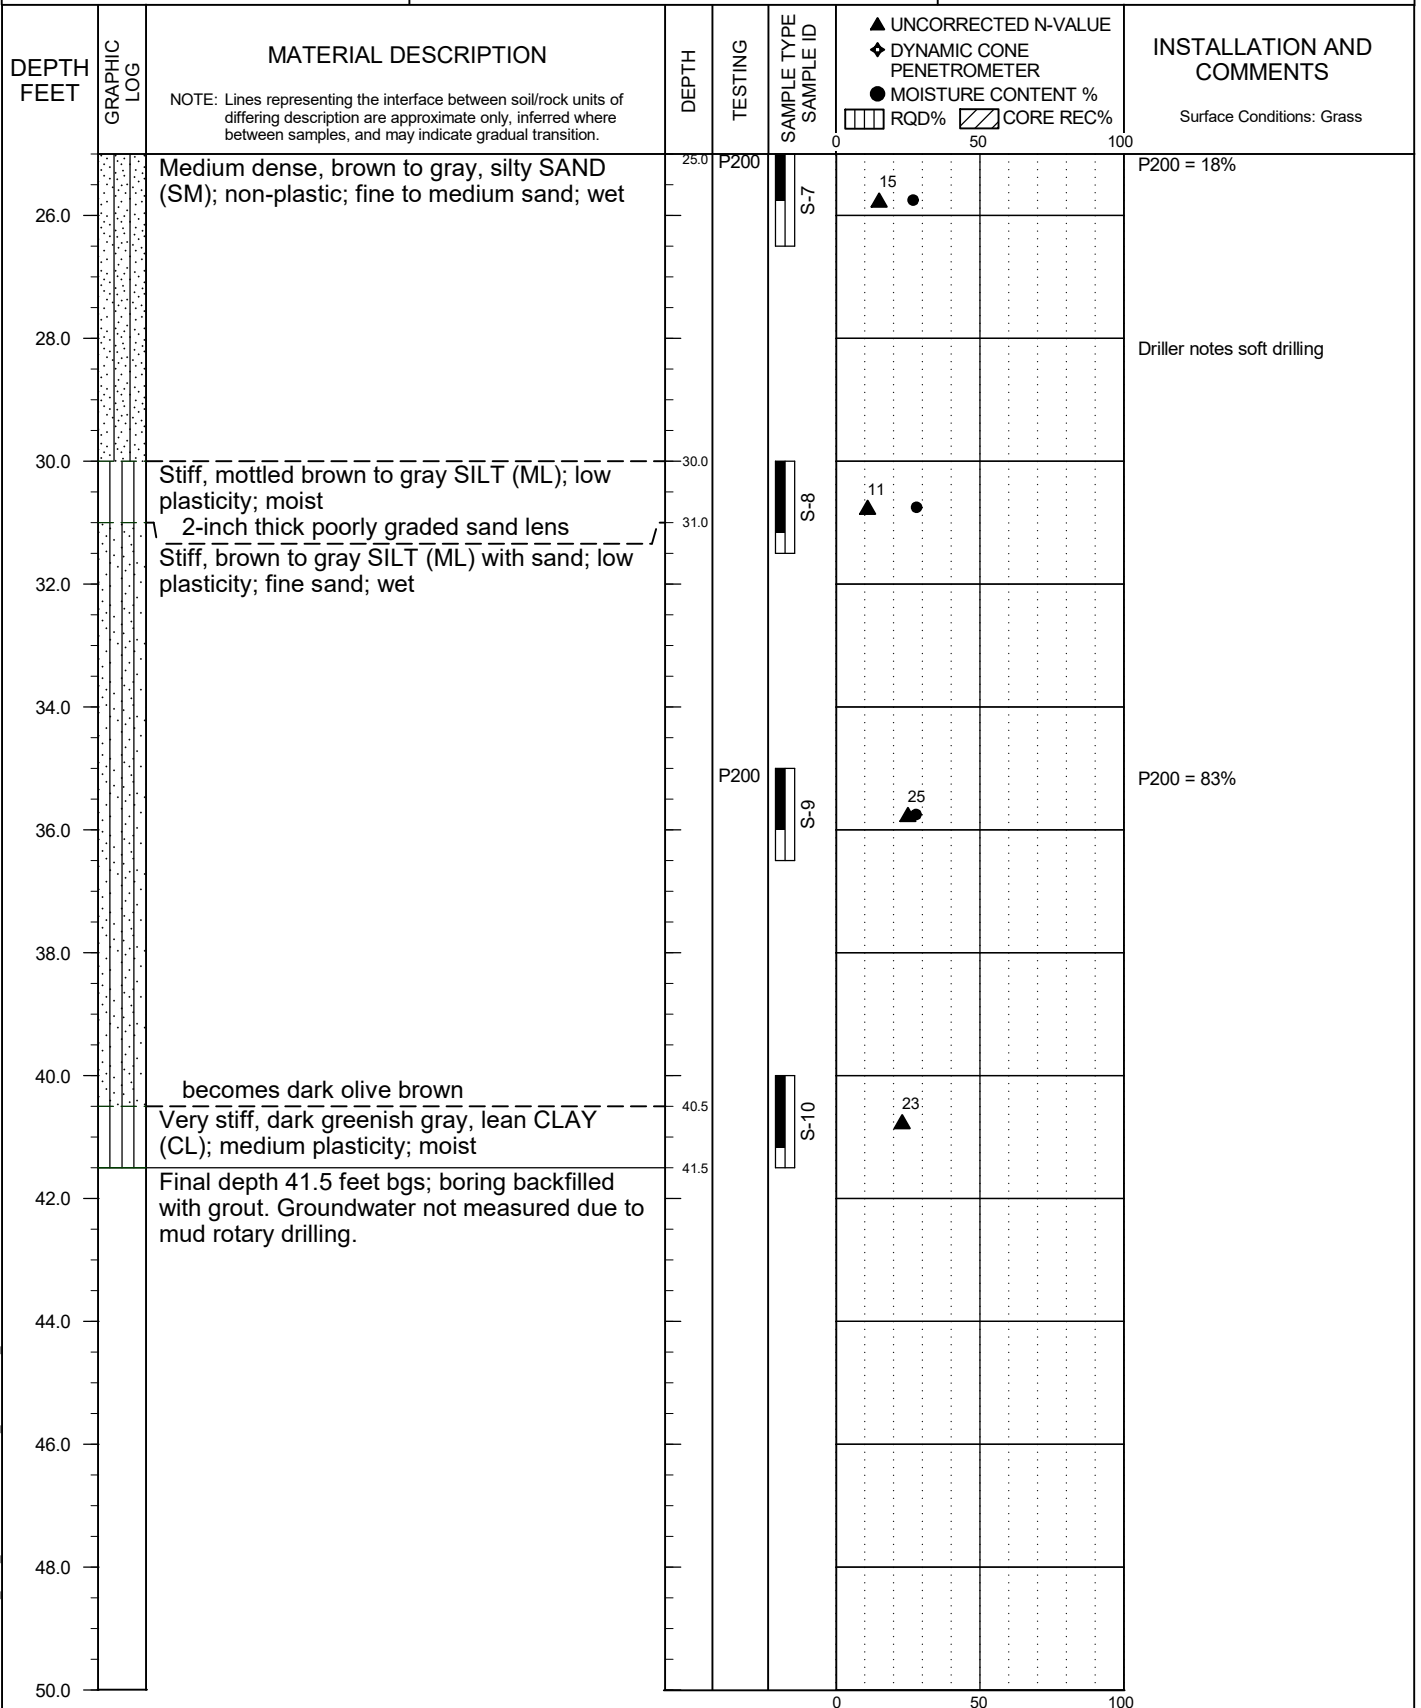 DEPTH
FEET
GRAPHIC
LOG
MATERIAL DESCRIPTION
NOTE: Lines representing the interface between soil/rock units of
differing description are approximate only, inferred where
between samples, and may indicate gradual transition.
DEPTH
TESTING
SAMPLE TYPE
SAMPLE ID
▲ UNCORRECTED N-VALUE
DYNAMIC CONE
PENETROMETER
● MOISTURE CONTENT %
RQD% CORE REC%
0 50 100
INSTALLATION AND
COMMENTS
Surface Conditions: Grass
Medium dense, brown to gray, silty SAND
(SM); non-plastic; fine to medium sand; wet
25.0
P200
S-7
15
P200 = 18%
26.0
28.0
Driller notes soft drilling
30.0
Stiff, mottled brown to gray SILT (ML); low
plasticity; moist
30.0
S-8
11
2-inch thick poorly graded sand lens
31.0
Stiff, brown to gray SILT (ML) with sand; low
plasticity; fine sand; wet
32.0
34.0
P200
S-9
25
P200 = 83%
36.0
38.0
40.0
becomes dark olive brown
40.5
S-10
23
Very stiff, dark greenish gray, lean CLAY
(CL); medium plasticity; moist
41.5
Final depth 41.5 feet bgs; boring backfilled
with grout. Groundwater not measured due to
mud rotary drilling.
42.0
44.0
46.0
48.0
50.0
0 50 100